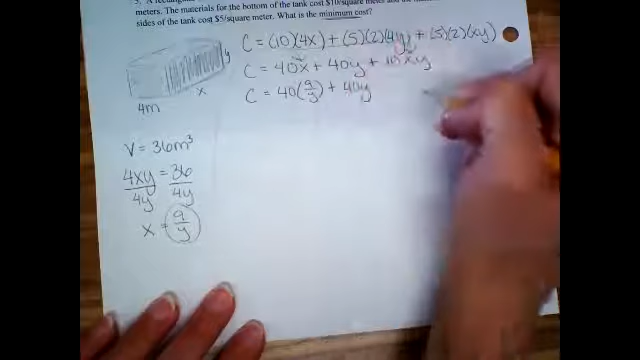 meters. The materials for the bottom of the tank cost $10/square meter and the
sides of the tank cost $5/square meter. What is the minimum cost?
C = (10)(4x) + (5)(2)(4y) + (5)(2)(xy)
C = 40x + 40y + 10xy
C = 40(9/y) + 40y
y
x
4m
V = 36m³
4xy = 36
4y 4y
x = 9/y